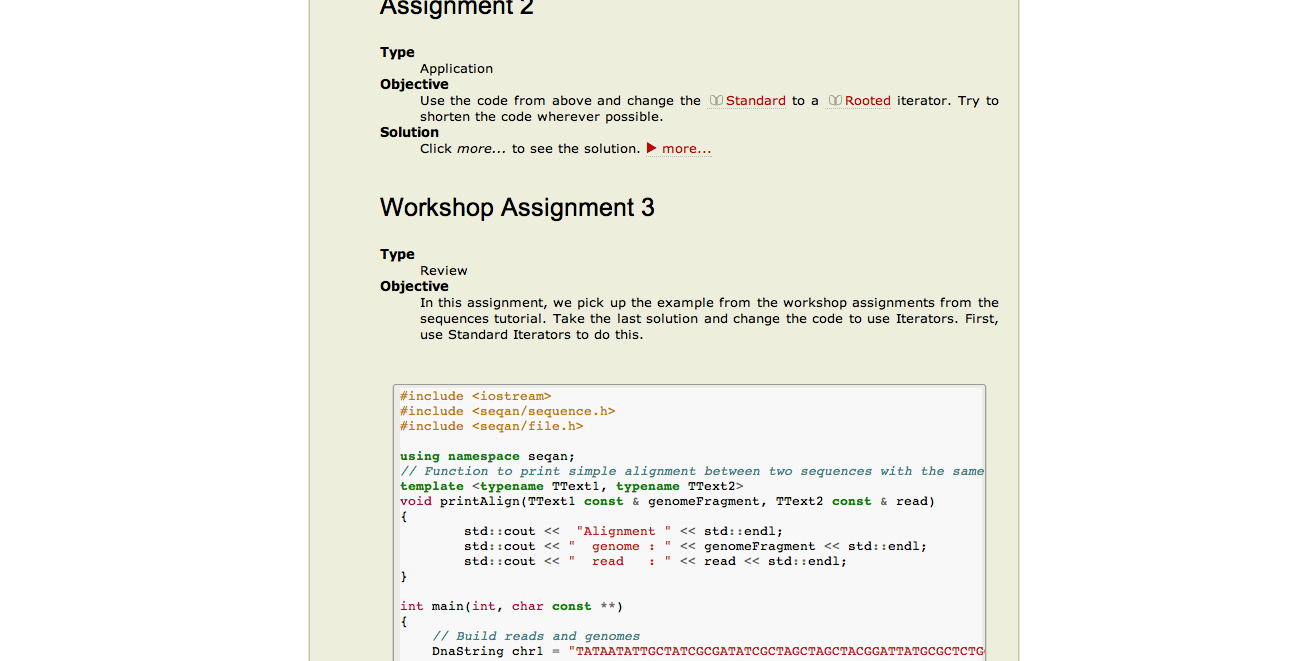 Assignment 2
Type
Application
Objective
Use the code from above and change the Standard to a Rooted iterator. Try to
shorten the code wherever possible.
Solution
Click more... to see the solution. ▶ more...
Workshop Assignment 3
Type
Review
Objective
In this assignment, we pick up the example from the workshop assignments from the
sequences tutorial. Take the last solution and change the code to use Iterators. First,
use Standard Iterators to do this.
#include <iostream>
#include <seqan/sequence.h>
#include <seqan/file.h>
using namespace seqan;
// Function to print simple alignment between two sequences with the same
template <typename TText1, typename TText2>
void printAlign(TText1 const & genomeFragment, TText2 const & read)
{
        std::cout <<  "Alignment " << std::endl;
        std::cout << "  genome : " << genomeFragment << std::endl;
        std::cout << "  read   : " << read << std::endl;
}
int main(int, char const **)
{
    // Build reads and genomes
    DnaString chr1 = "TATAATATTGCTATCGCGATATCGCTAGCTAGCTACGGATTATGCGCTCTG